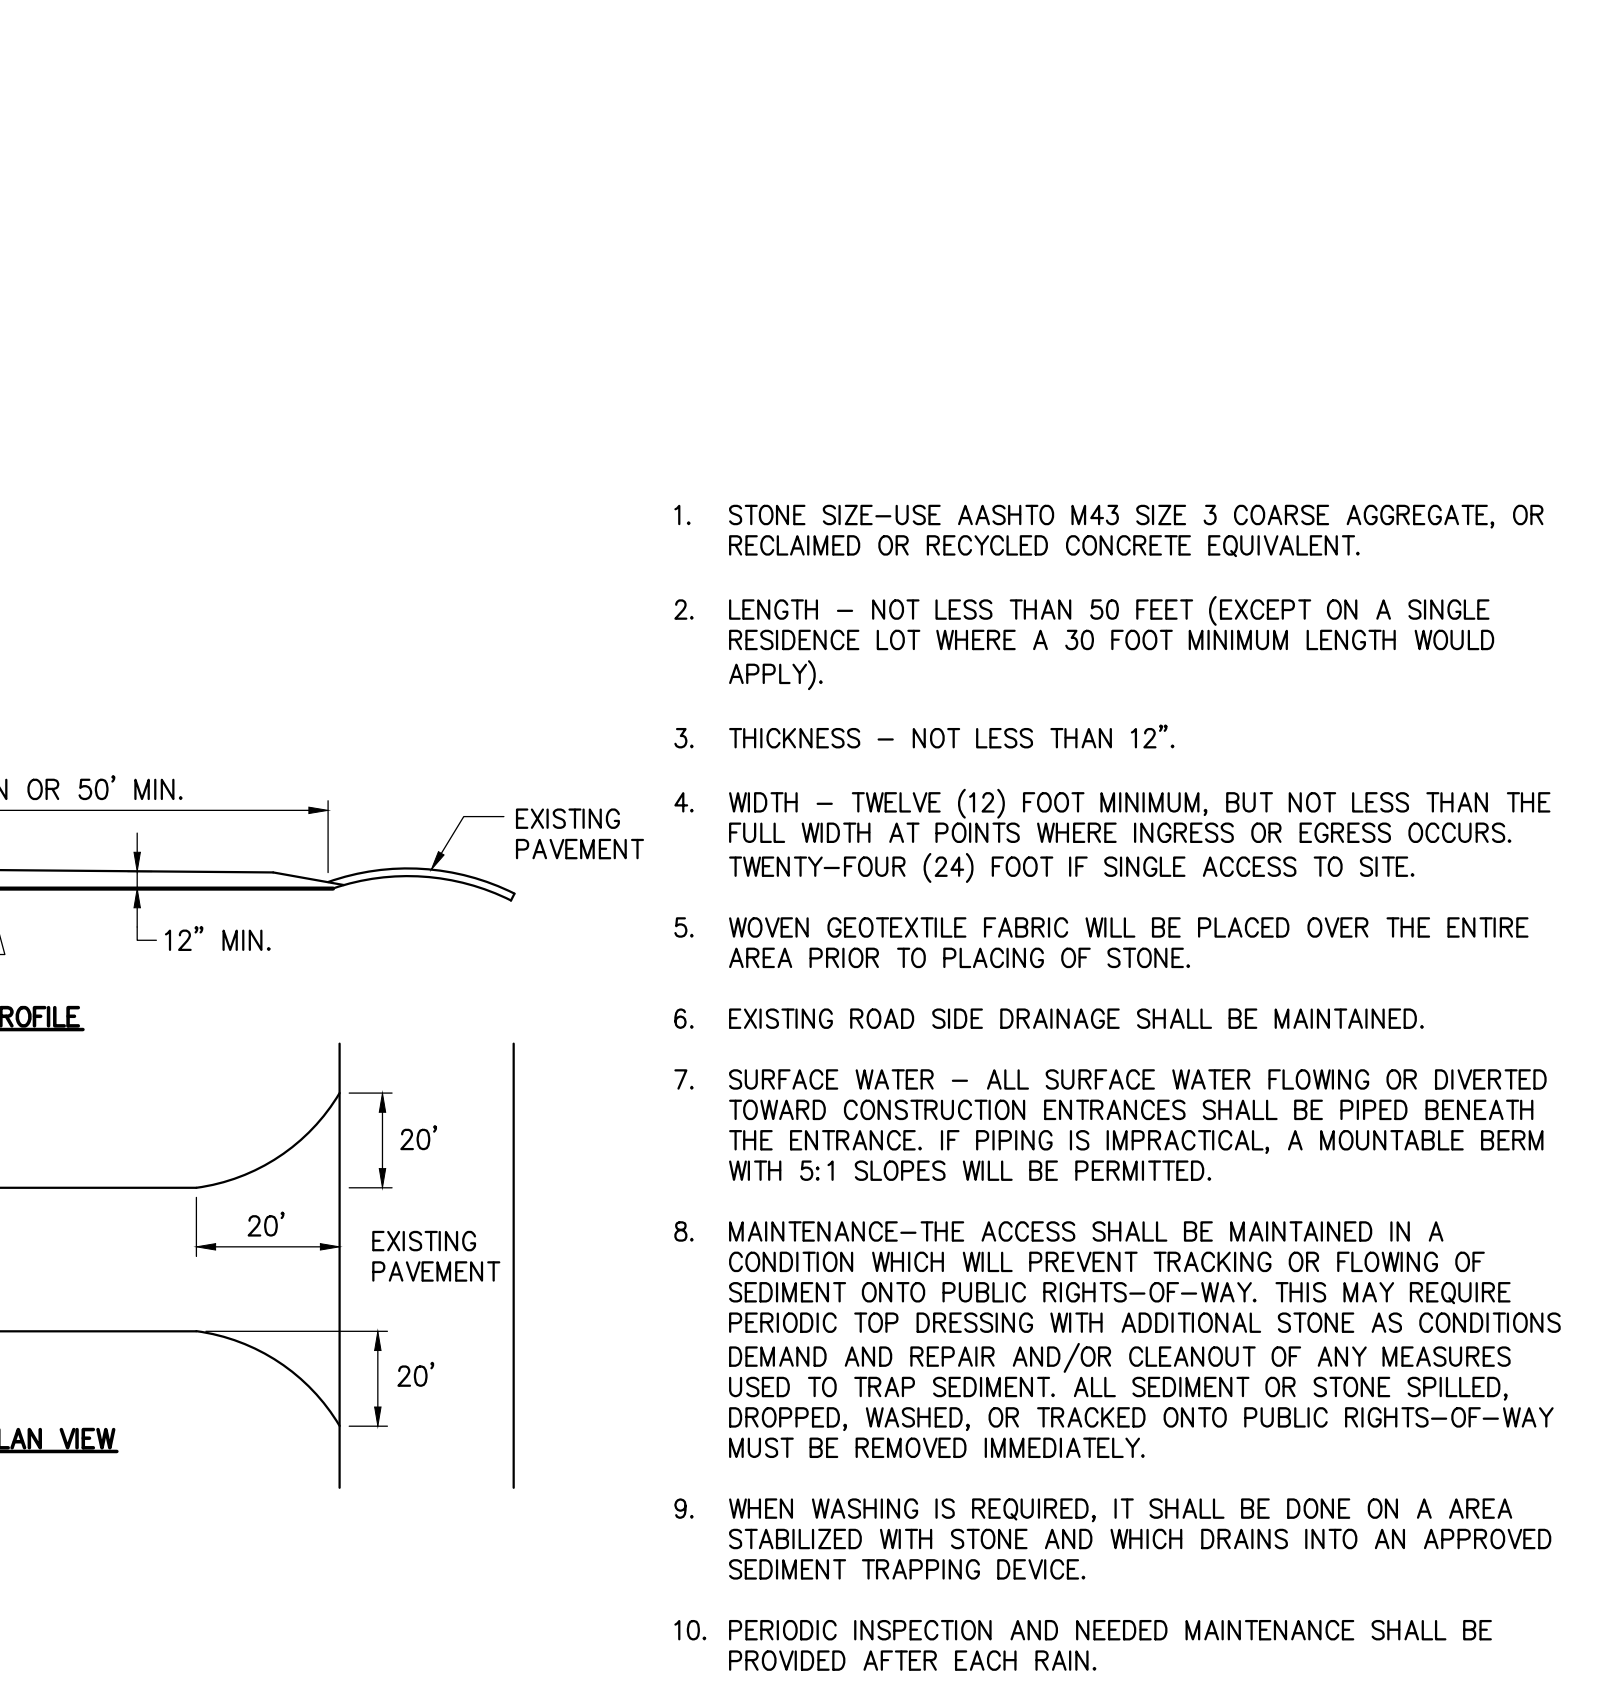 N OR 50' MIN.
EXISTING
PAVEMENT
12" MIN.
ROFILE
20'
20'
EXISTING
PAVEMENT
20'
LAN VIEW
1. STONE SIZE–USE AASHTO M43 SIZE 3 COARSE AGGREGATE, OR
RECLAIMED OR RECYCLED CONCRETE EQUIVALENT.
2. LENGTH – NOT LESS THAN 50 FEET (EXCEPT ON A SINGLE
RESIDENCE LOT WHERE A 30 FOOT MINIMUM LENGTH WOULD
APPLY).
3. THICKNESS – NOT LESS THAN 12".
4. WIDTH – TWELVE (12) FOOT MINIMUM, BUT NOT LESS THAN THE
FULL WIDTH AT POINTS WHERE INGRESS OR EGRESS OCCURS.
TWENTY–FOUR (24) FOOT IF SINGLE ACCESS TO SITE.
5. WOVEN GEOTEXTILE FABRIC WILL BE PLACED OVER THE ENTIRE
AREA PRIOR TO PLACING OF STONE.
6. EXISTING ROAD SIDE DRAINAGE SHALL BE MAINTAINED.
7. SURFACE WATER – ALL SURFACE WATER FLOWING OR DIVERTED
TOWARD CONSTRUCTION ENTRANCES SHALL BE PIPED BENEATH
THE ENTRANCE. IF PIPING IS IMPRACTICAL, A MOUNTABLE BERM
WITH 5:1 SLOPES WILL BE PERMITTED.
8. MAINTENANCE–THE ACCESS SHALL BE MAINTAINED IN A
CONDITION WHICH WILL PREVENT TRACKING OR FLOWING OF
SEDIMENT ONTO PUBLIC RIGHTS–OF–WAY. THIS MAY REQUIRE
PERIODIC TOP DRESSING WITH ADDITIONAL STONE AS CONDITIONS
DEMAND AND REPAIR AND/OR CLEANOUT OF ANY MEASURES
USED TO TRAP SEDIMENT. ALL SEDIMENT OR STONE SPILLED,
DROPPED, WASHED, OR TRACKED ONTO PUBLIC RIGHTS–OF–WAY
MUST BE REMOVED IMMEDIATELY.
9. WHEN WASHING IS REQUIRED, IT SHALL BE DONE ON A AREA
STABILIZED WITH STONE AND WHICH DRAINS INTO AN APPROVED
SEDIMENT TRAPPING DEVICE.
10. PERIODIC INSPECTION AND NEEDED MAINTENANCE SHALL BE
PROVIDED AFTER EACH RAIN.